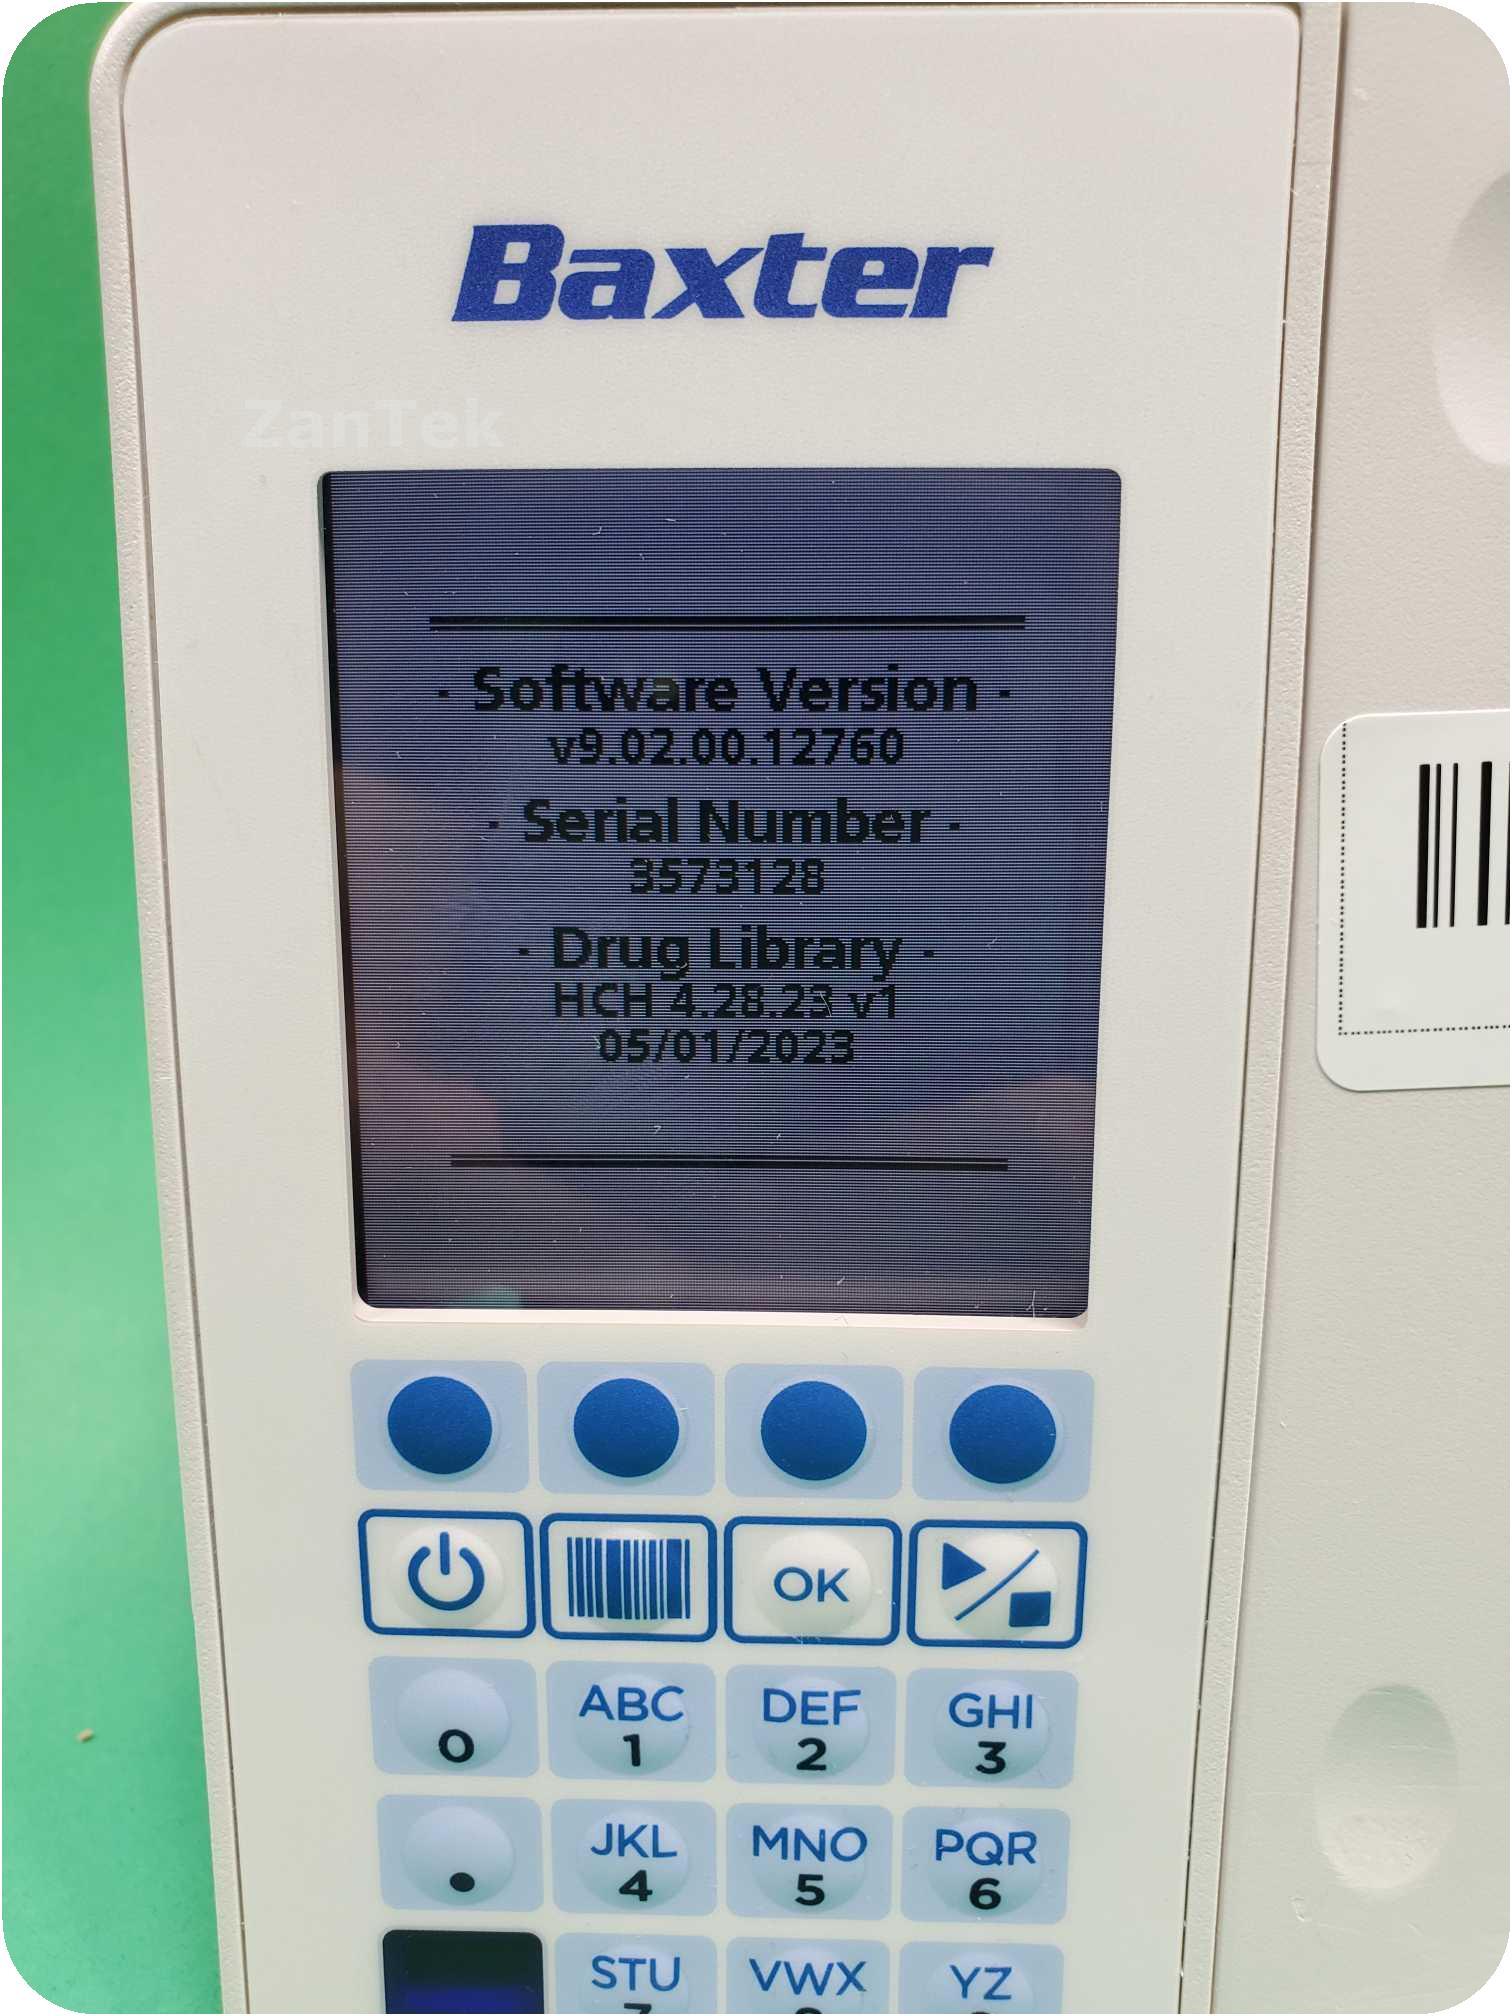 Baxter
ZanTek
- Software Version -
v9.02.00.12760
- Serial Number -
3573128
- Drug Library -
HCH 4.28.23 v1
05/01/2023
OK
0
ABC
1
DEF
2
GHI
3
.
JKL
4
MNO
5
PQR
6
STU
VWX
YZ